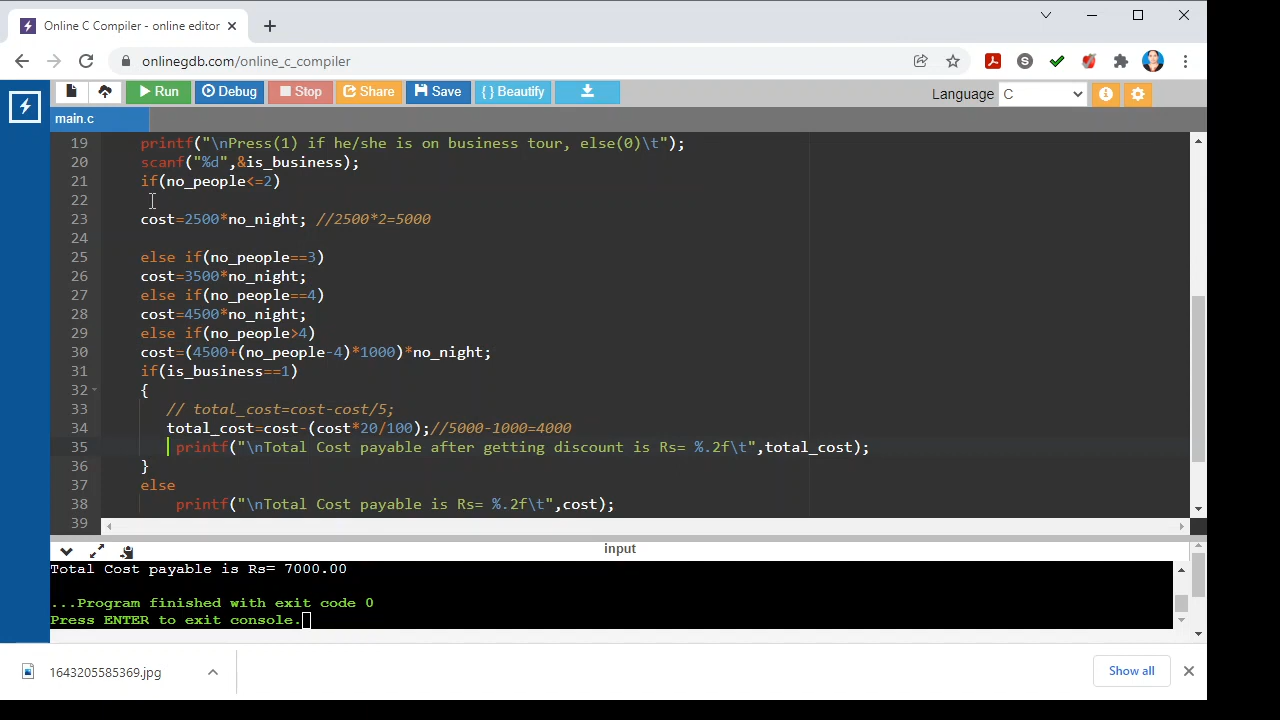 Online C Compiler - online editor
onlinegdb.com/online_c_compiler
S
Run Debug Stop Share Save { } Beautify Language C
main.c
19 printf("\nPress(1) if he/she is on business tour, else(0)\t");
20 scanf("%d",&is_business);
21 if(no_people<=2)
22
23 cost=2500*no_night; //2500*2=5000
24
25 else if(no_people==3)
26 cost=3500*no_night;
27 else if(no_people==4)
28 cost=4500*no_night;
29 else if(no_people>4)
30 cost=(4500+(no_people-4)*1000)*no_night;
31 if(is_business==1)
32 {
33 // total_cost=cost-cost/5;
34 total_cost=cost-(cost*20/100);//5000-1000=4000
35 printf("\nTotal Cost payable after getting discount is Rs= %.2f\t",total_cost);
36 }
37 else
38 printf("\nTotal Cost payable is Rs= %.2f\t",cost);
39
input
Total Cost payable is Rs= 7000.00
...Program finished with exit code 0
Press ENTER to exit console.
1643205585369.jpg
Show all